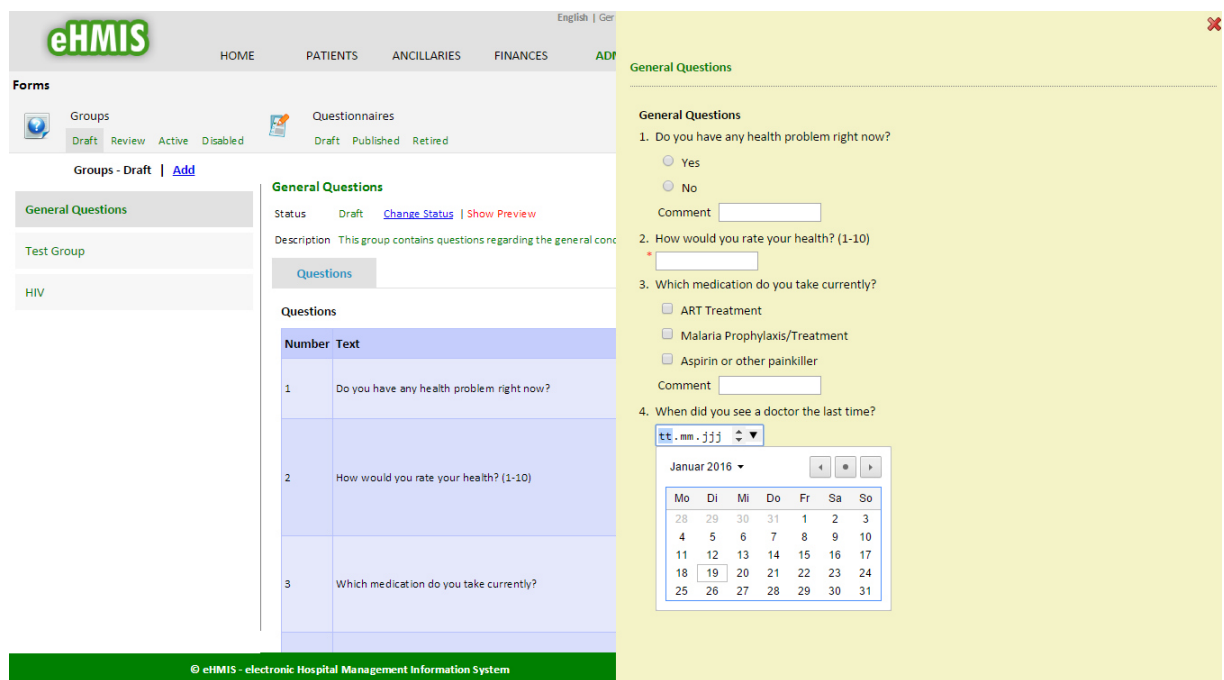 eHMIS
English | Ger
HOME PATIENTS ANCILLARIES FINANCES ADM
Forms
Groups
Draft Review Active Disabled
Questionnaires
Draft Published Retired
Groups - Draft | Add
General Questions
Test Group
HIV
General Questions
Status Draft Change Status | Show Preview
Description This group contains questions regarding the general conc
Questions
Questions
Number Text
1 Do you have any health problem right now?
2 How would you rate your health? (1-10)
3 Which medication do you take currently?
© eHMIS - electronic Hospital Management Information System
General Questions
General Questions
1. Do you have any health problem right now?
Yes
No
Comment
2. How would you rate your health? (1-10)
*
3. Which medication do you take currently?
ART Treatment
Malaria Prophylaxis/Treatment
Aspirin or other painkiller
Comment
4. When did you see a doctor the last time?
tt.mm.jjj
Januar 2016
Mo Di Mi Do Fr Sa So
28 29 30 31 1 2 3
4 5 6 7 8 9 10
11 12 13 14 15 16 17
18 19 20 21 22 23 24
25 26 27 28 29 30 31